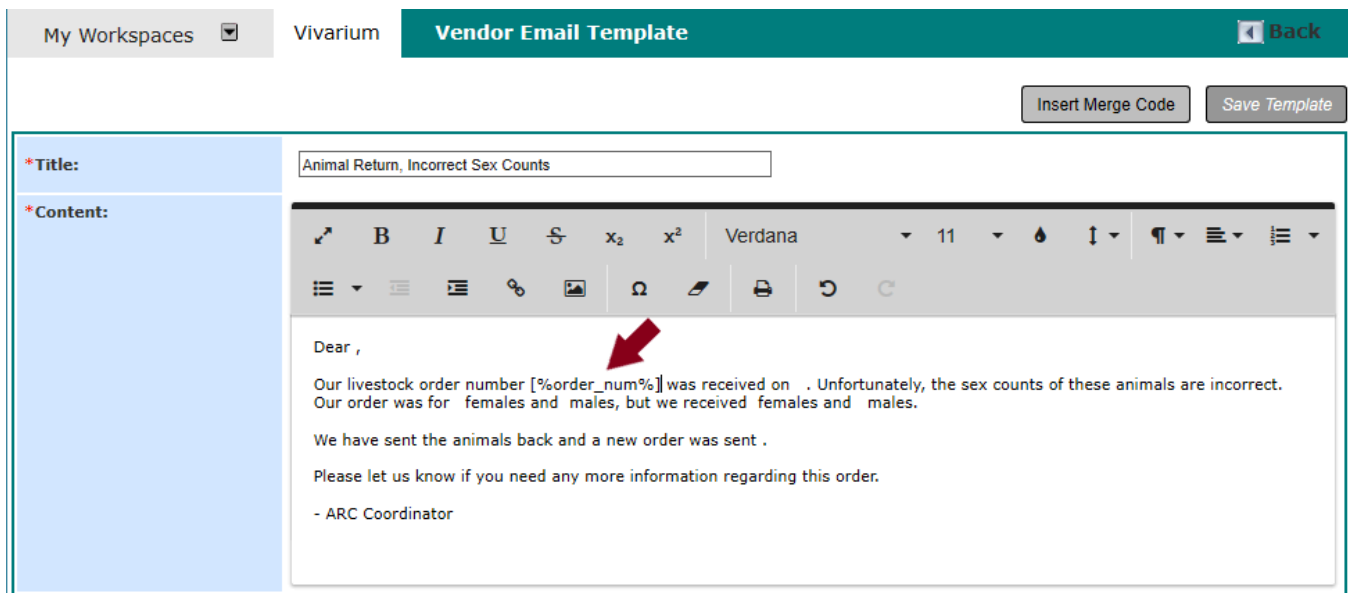 My Workspaces Vivarium Vendor Email Template Back
Insert Merge Code Save Template
*Title: Animal Return, Incorrect Sex Counts
*Content:
B I U S x₂ x² Verdana 11 ¶
Ω
Dear ,
Our livestock order number [%order_num%] was received on . Unfortunately, the sex counts of these animals are incorrect.
Our order was for females and males, but we received females and males.
We have sent the animals back and a new order was sent .
Please let us know if you need any more information regarding this order.
- ARC Coordinator